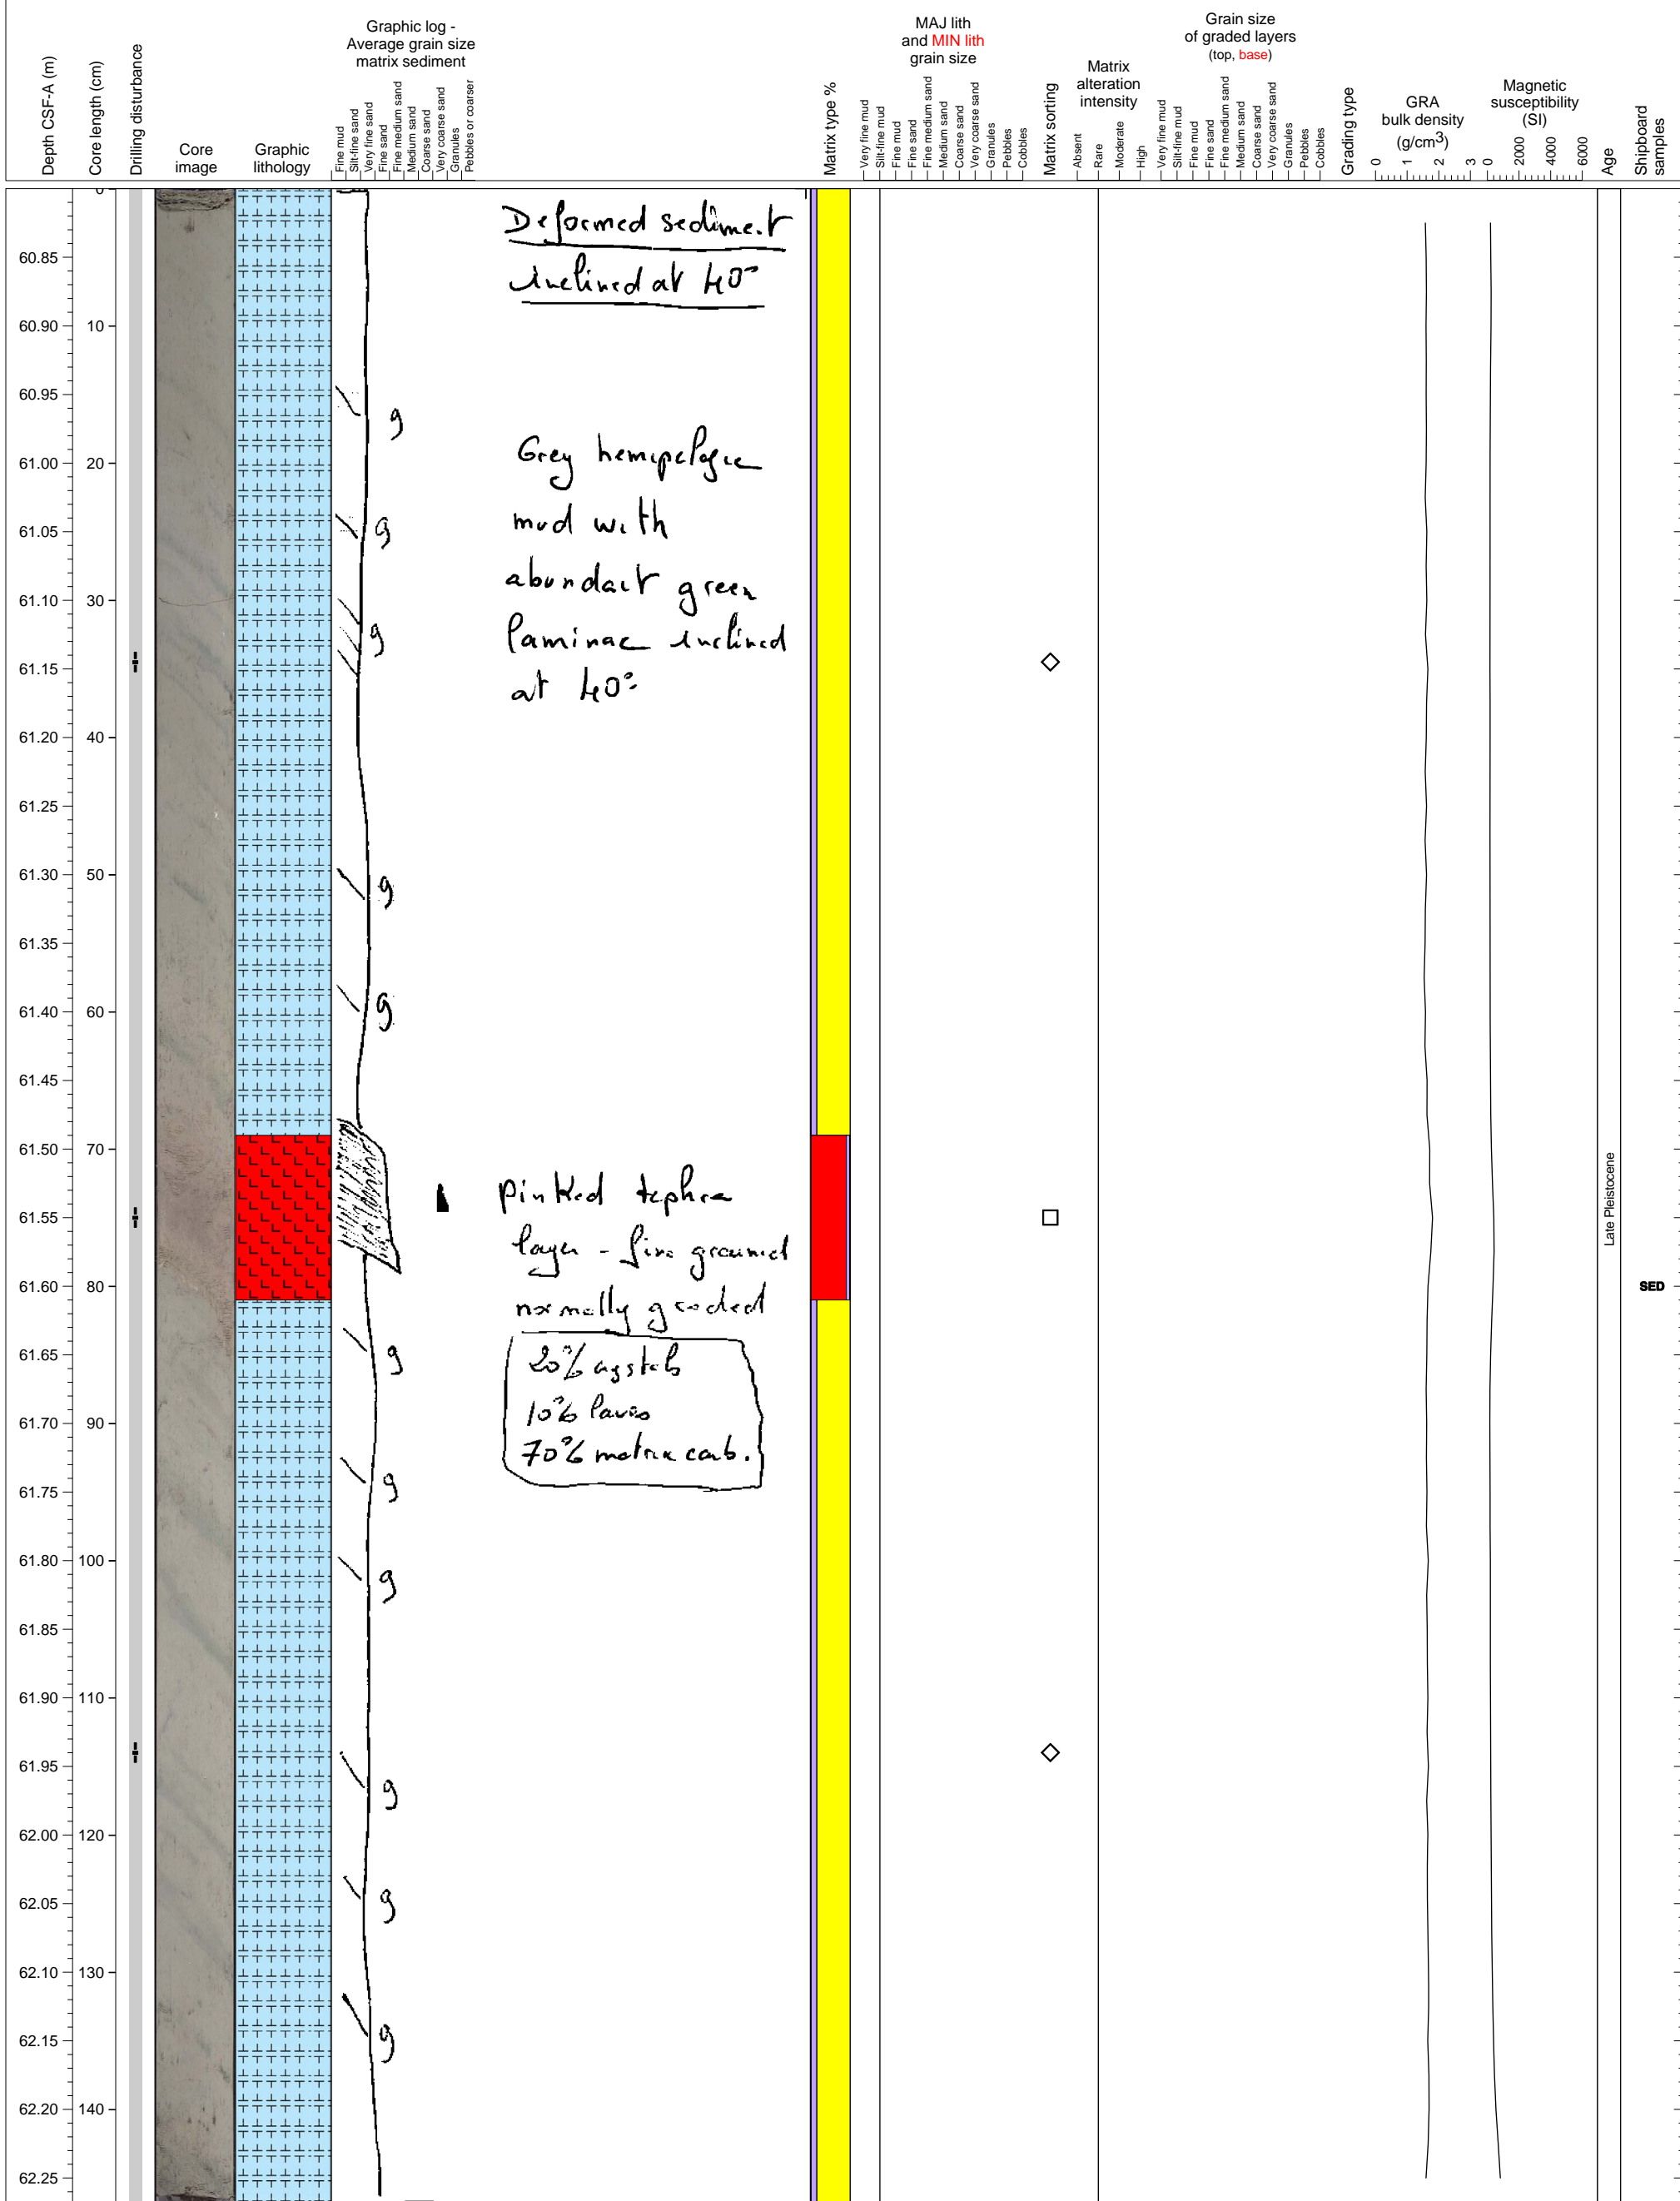 Depth CSF-A (m)
Core length (cm)
Drilling disturbance
Core
image
Graphic
lithology
Graphic log -
Average grain size
matrix sediment
Fine mud
Silt-fine sand
Very fine sand
Fine sand
Fine medium sand
Medium sand
Coarse sand
Very coarse sand
Granules
Pebbles or coarser
Matrix type %
MAJ lith
and MIN lith
grain size
Very fine mud
Silt-fine mud
Fine mud
Fine sand
Fine medium sand
Medium sand
Coarse sand
Very coarse sand
Granules
Pebbles
Cobbles
Matrix sorting
Matrix
alteration
intensity
Absent
Rare
Moderate
High
Grain size
of graded layers
(top, base)
Very fine mud
Silt-fine mud
Fine mud
Fine sand
Fine medium sand
Medium sand
Coarse sand
Very coarse sand
Granules
Pebbles
Cobbles
Grading type
GRA
bulk density
(g/cm3)
0 1 2 3
Magnetic
susceptibility
(SI)
0 2000 4000 6000
Age
Shipboard
samples
0
Deformed sediment
inclined at 40°
60.85
60.90 10
60.95
g
Grey hemipelagic
61.00 20
mud with
61.05
g
abundant green
61.10 30
laminae inclined
g
61.15
at 40°
61.20 40
61.25
61.30 50
g
61.35
61.40 60
g
61.45
61.50 70
pinked tephra
61.55
layer - fine grained
Late Pleistocene
61.60 80
SED
normally graded
61.65
g
20%
10% lavas
61.70 90
70% matrix carb.
61.75
g
61.80 100
g
61.85
61.90 110
61.95
g
62.00 120
62.05
g
62.10 130
62.15
g
62.20 140
62.25